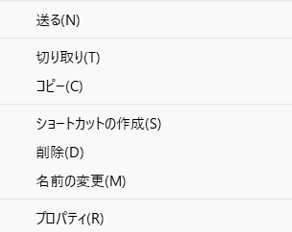 送る(N)
切り取り(T)
コピー(C)
ショートカットの作成(S)
削除(D)
名前の変更(M)
プロパティ(R)